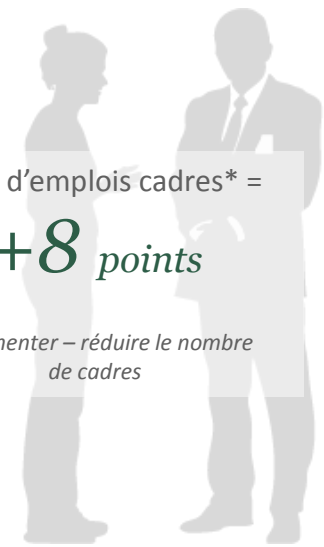 d'emplois cadres* =
+8 points
menter – réduire le nombre
de cadres